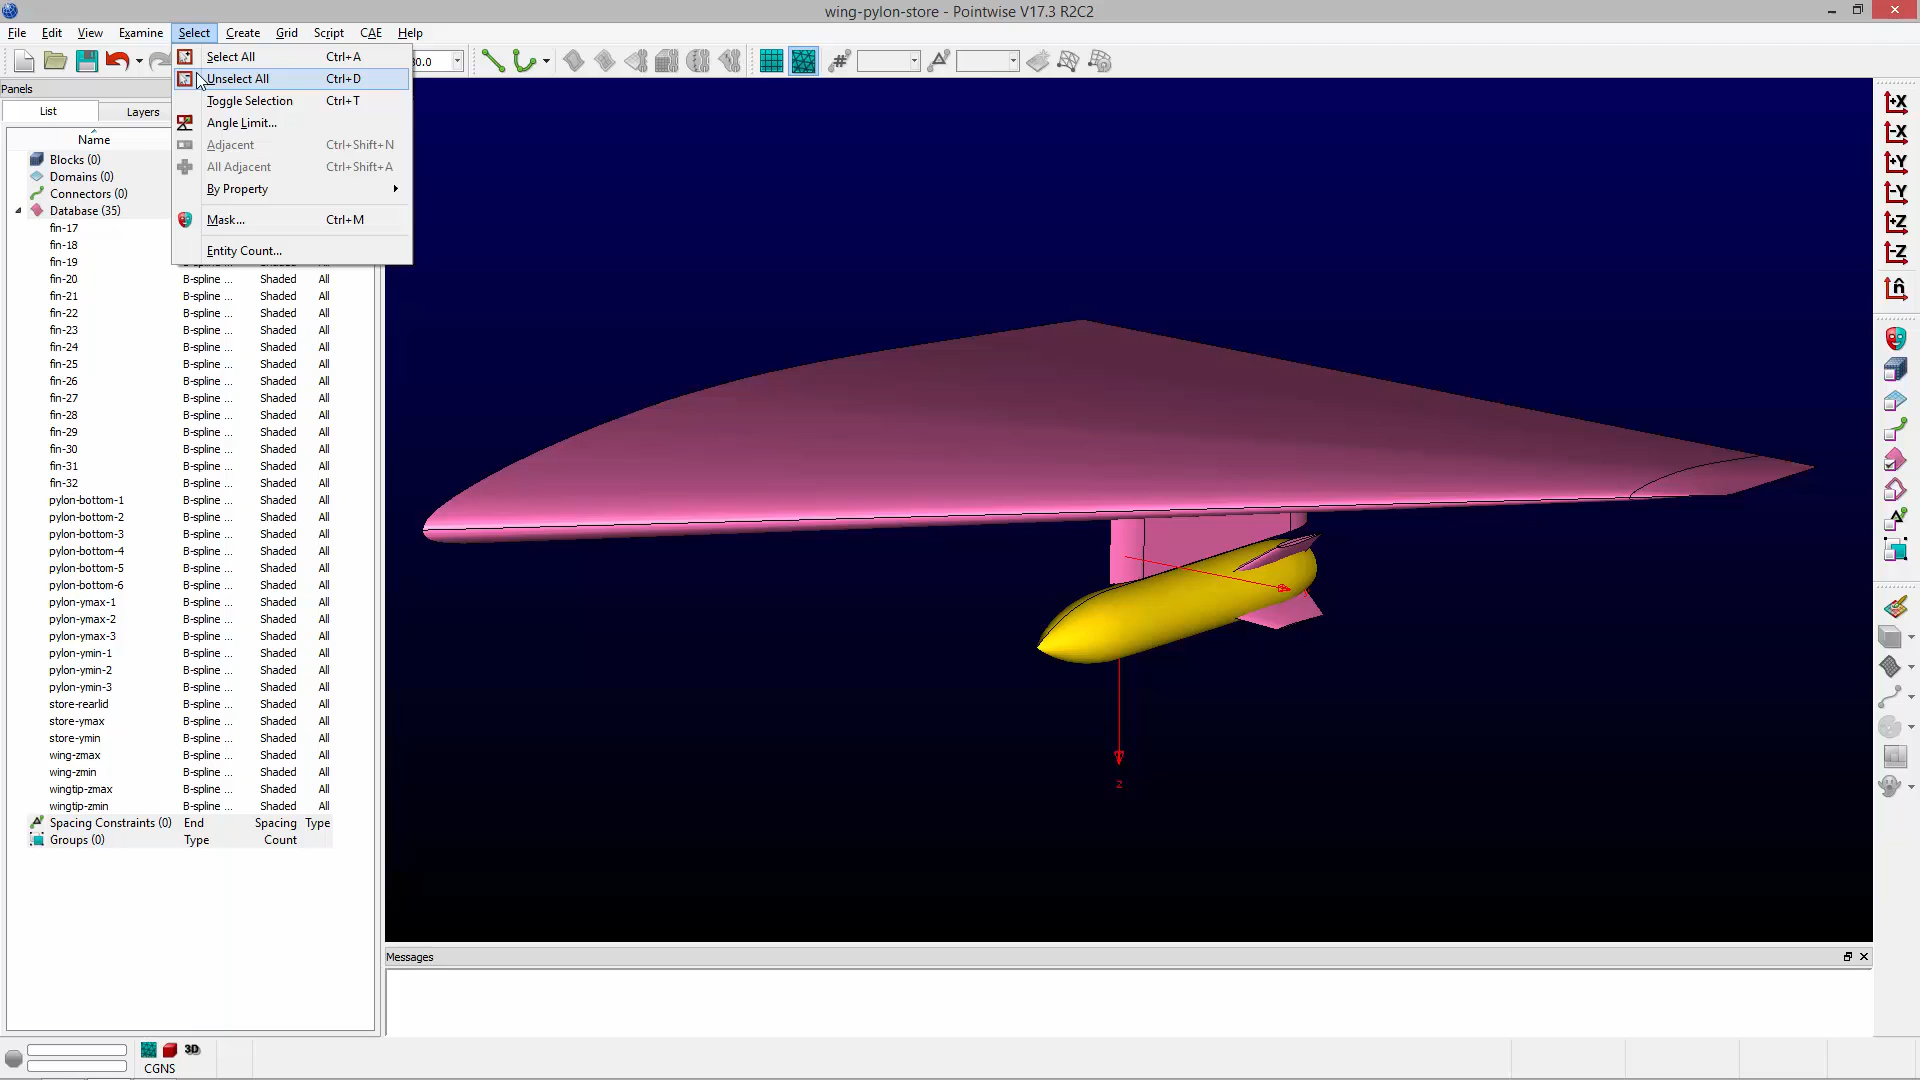 wing-pylon-store - Pointwise V17.3 R2C2
File Edit View Examine Select Create Grid Script CAE Help
Select All Ctrl+A
Unselect All Ctrl+D
Toggle Selection Ctrl+T
Angle Limit...
Adjacent Ctrl+Shift+N
All Adjacent Ctrl+Shift+A
By Property
Mask... Ctrl+M
Entity Count...
Panels
List Layers
Name
Blocks (0)
Domains (0)
Connectors (0)
Database (35)
fin-17
fin-18
fin-19
fin-20 B-spline ... Shaded All
fin-21 B-spline ... Shaded All
fin-22 B-spline ... Shaded All
fin-23 B-spline ... Shaded All
fin-24 B-spline ... Shaded All
fin-25 B-spline ... Shaded All
fin-26 B-spline ... Shaded All
fin-27 B-spline ... Shaded All
fin-28 B-spline ... Shaded All
fin-29 B-spline ... Shaded All
fin-30 B-spline ... Shaded All
fin-31 B-spline ... Shaded All
fin-32 B-spline ... Shaded All
pylon-bottom-1 B-spline ... Shaded All
pylon-bottom-2 B-spline ... Shaded All
pylon-bottom-3 B-spline ... Shaded All
pylon-bottom-4 B-spline ... Shaded All
pylon-bottom-5 B-spline ... Shaded All
pylon-bottom-6 B-spline ... Shaded All
pylon-ymax-1 B-spline ... Shaded All
pylon-ymax-2 B-spline ... Shaded All
pylon-ymax-3 B-spline ... Shaded All
pylon-ymin-1 B-spline ... Shaded All
pylon-ymin-2 B-spline ... Shaded All
pylon-ymin-3 B-spline ... Shaded All
store-rearlid B-spline ... Shaded All
store-ymax B-spline ... Shaded All
store-ymin B-spline ... Shaded All
wing-zmax B-spline ... Shaded All
wing-zmin B-spline ... Shaded All
wingtip-zmax B-spline ... Shaded All
wingtip-zmin B-spline ... Shaded All
Spacing Constraints (0) End Spacing Type
Groups (0) Type Count
z
+X
-X
+Y
-Y
+Z
-Z
n̂
Messages
3D
CGNS